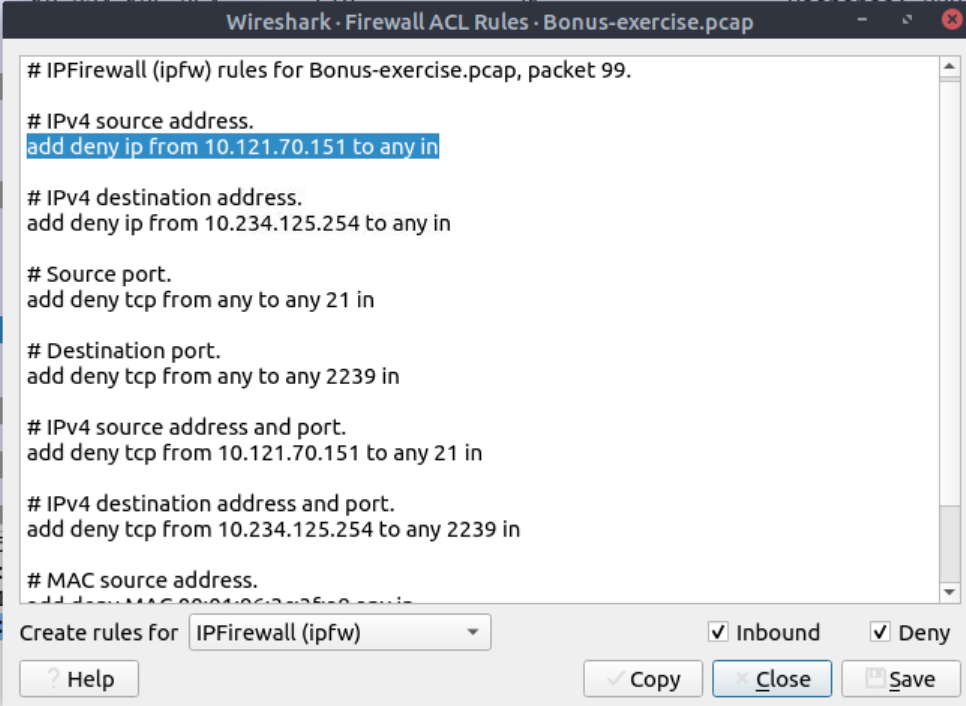 Wireshark · Firewall ACL Rules · Bonus-exercise.pcap
# IPFirewall (ipfw) rules for Bonus-exercise.pcap, packet 99.
# IPv4 source address.
add deny ip from 10.121.70.151 to any in
# IPv4 destination address.
add deny ip from 10.234.125.254 to any in
# Source port.
add deny tcp from any to any 21 in
# Destination port.
add deny tcp from any to any 2239 in
# IPv4 source address and port.
add deny tcp from 10.121.70.151 to any 21 in
# IPv4 destination address and port.
add deny tcp from 10.234.125.254 to any 2239 in
# MAC source address.
add deny MAC
Create rules for IPFirewall (ipfw) Inbound Deny
? Help Copy Close Save